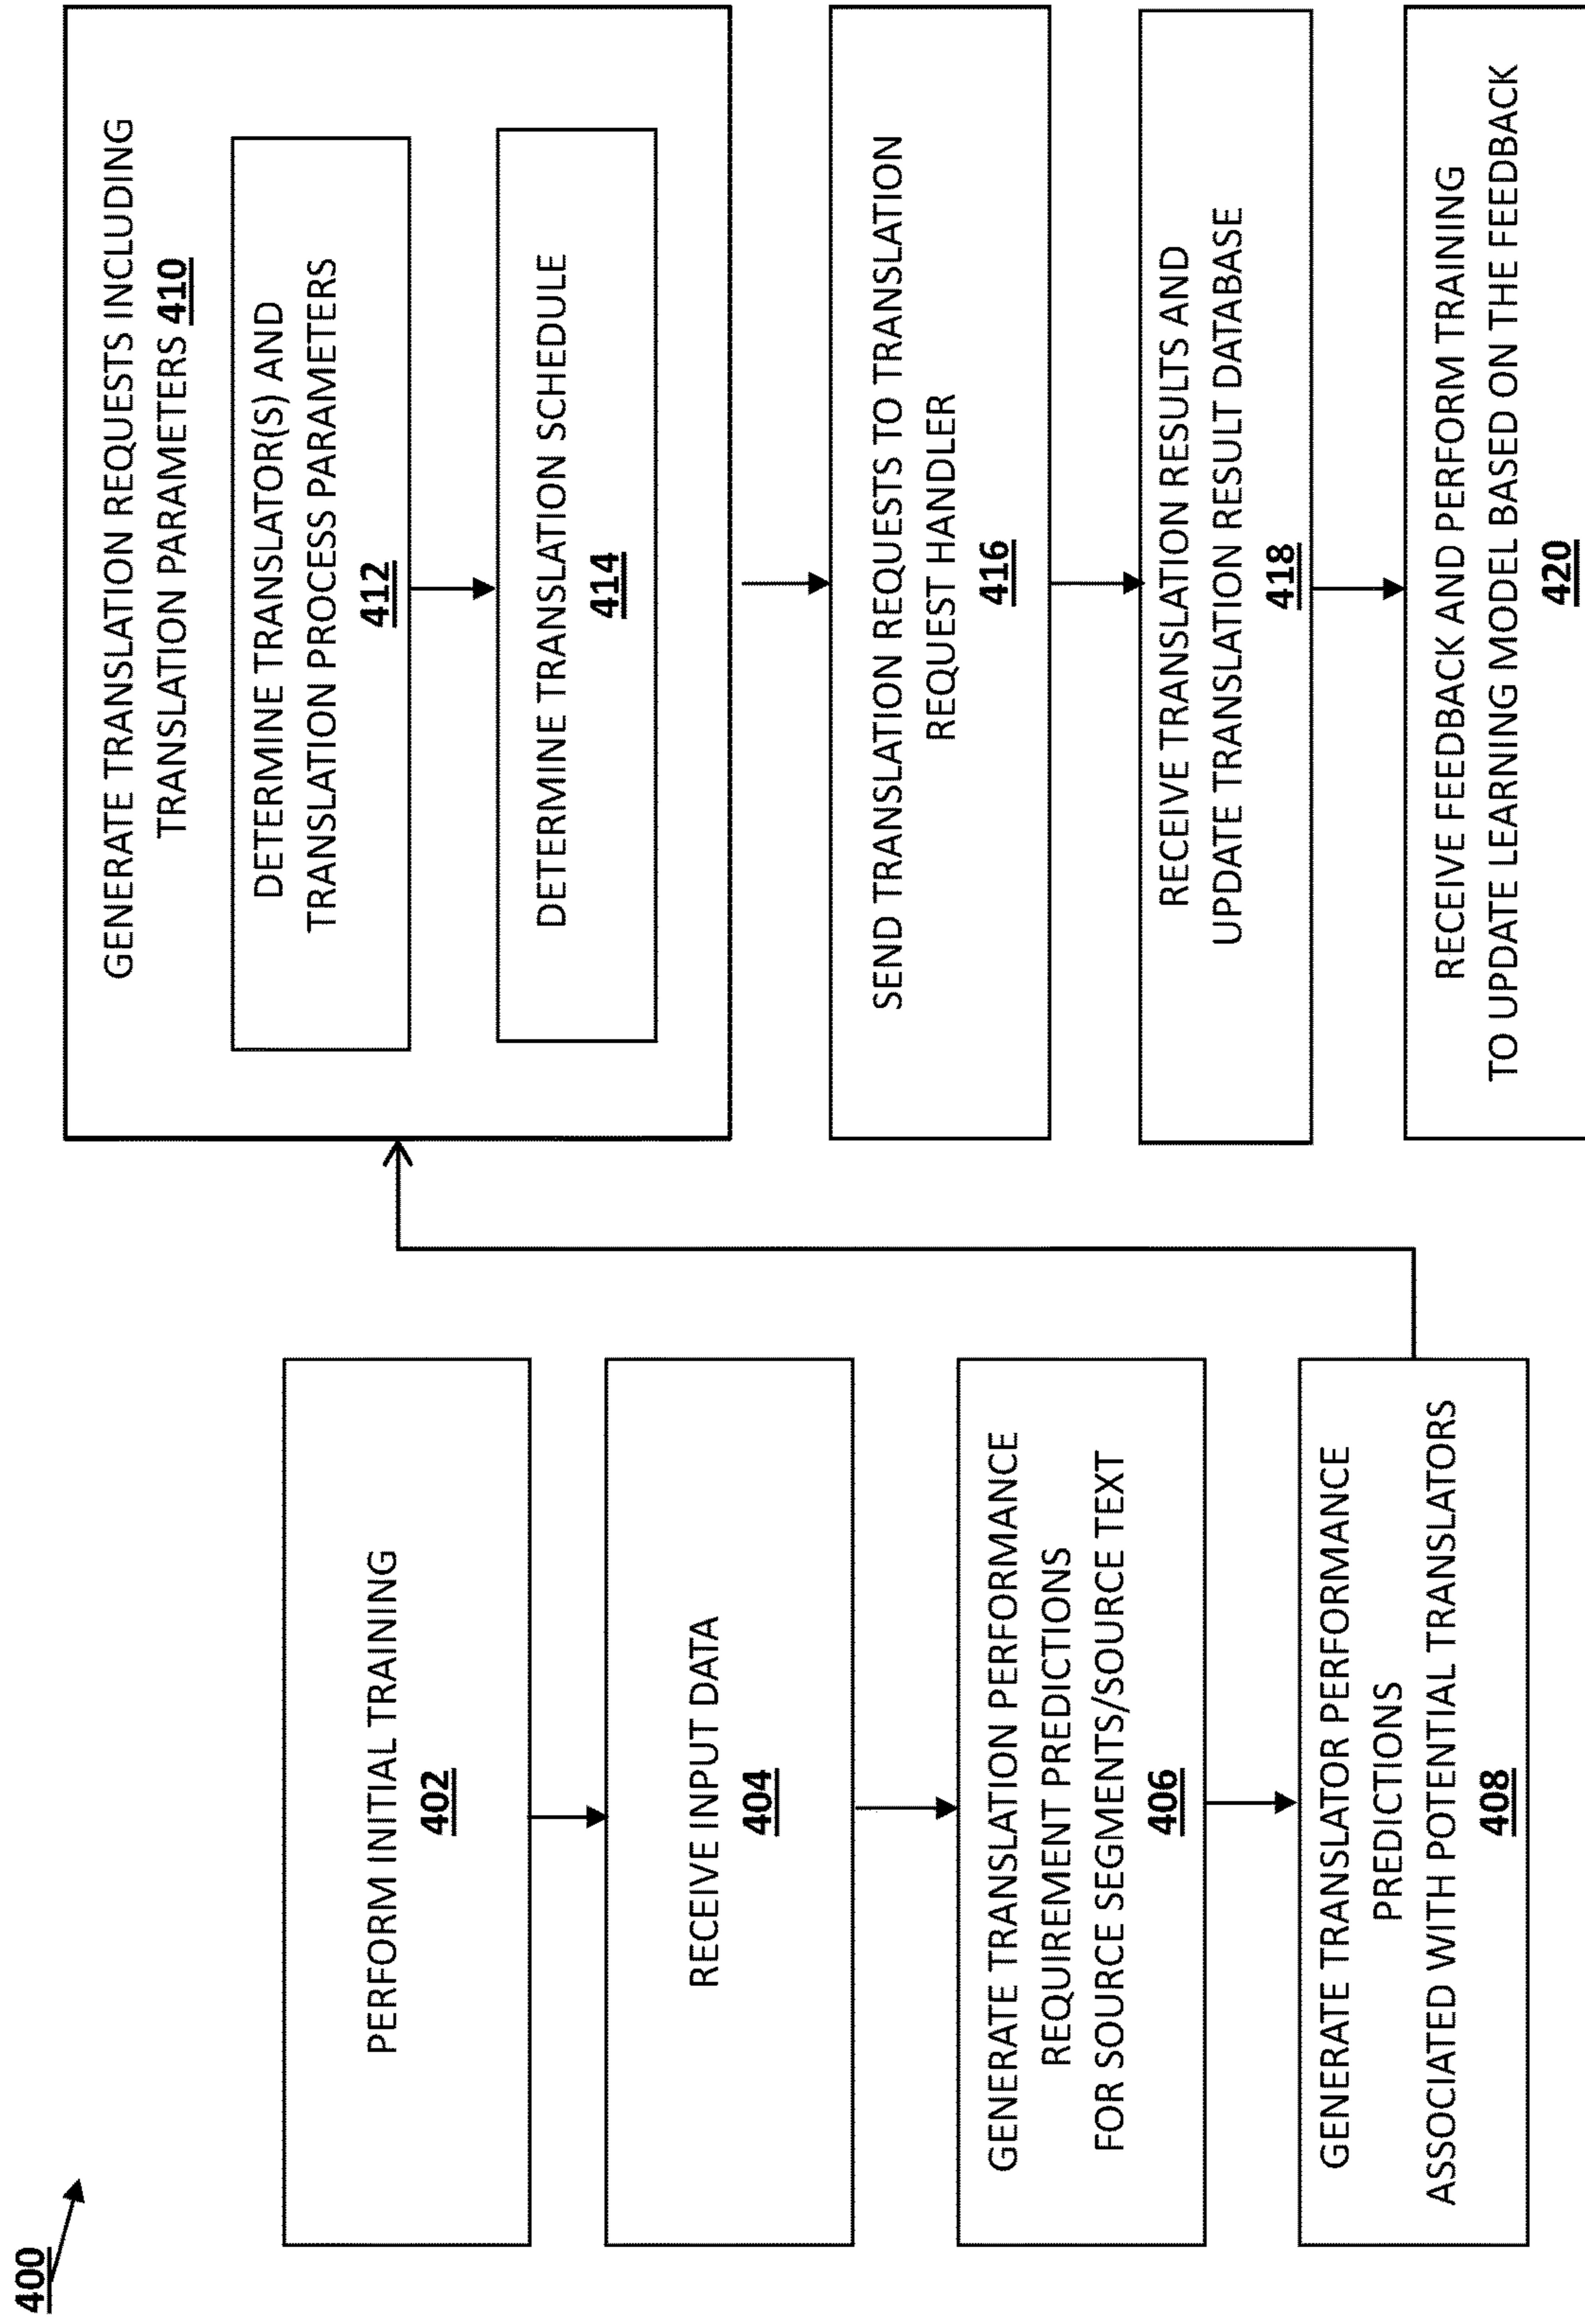 400
PERFORM INITIAL TRAINING
402
RECEIVE INPUT DATA
404
GENERATE TRANSLATION PERFORMANCE
REQUIREMENT PREDICTIONS
FOR SOURCE SEGMENTS/SOURCE TEXT
406
GENERATE TRANSLATOR PERFORMANCE
PREDICTIONS
ASSOCIATED WITH POTENTIAL TRANSLATORS
408
GENERATE TRANSLATION REQUESTS INCLUDING
TRANSLATION PARAMETERS 410
DETERMINE TRANSLATOR(S) AND
TRANSLATION PROCESS PARAMETERS
412
DETERMINE TRANSLATION SCHEDULE
414
SEND TRANSLATION REQUESTS TO TRANSLATION
REQUEST HANDLER
416
RECEIVE TRANSLATION RESULTS AND
UPDATE TRANSLATION RESULT DATABASE
418
RECEIVE FEEDBACK AND PERFORM TRAINING
TO UPDATE LEARNING MODEL BASED ON THE FEEDBACK
420